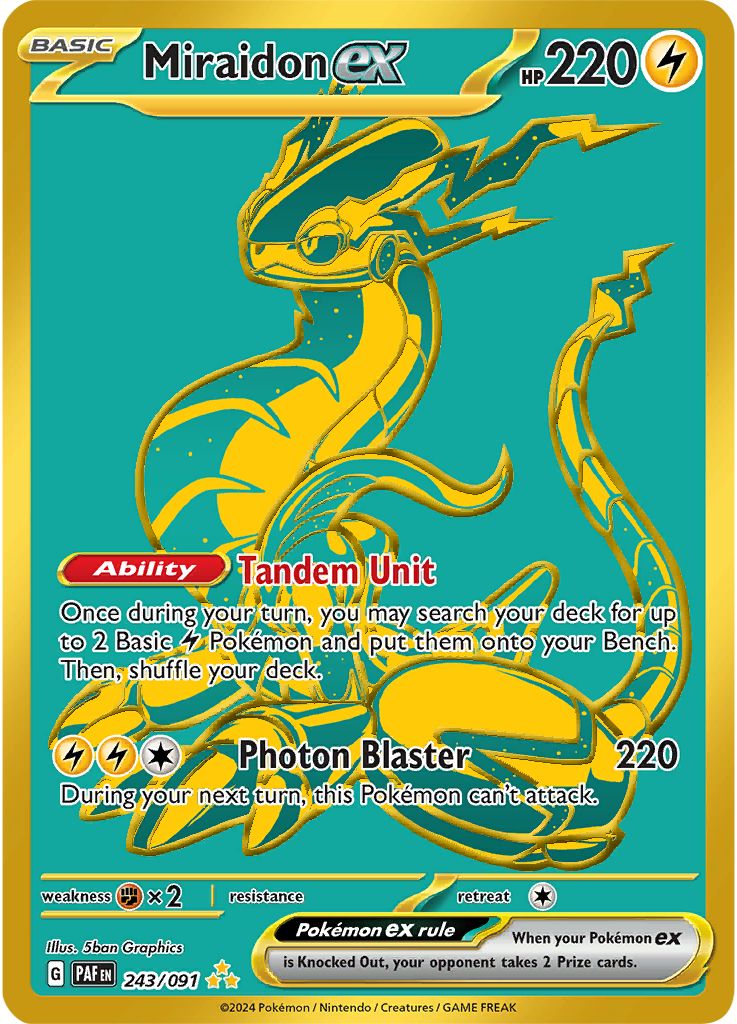 BASIC Miraidon ex HP 220
Ability Tandem Unit
Once during your turn, you may search your deck for up
to 2 Basic Pokémon and put them onto your Bench.
Then, shuffle your deck.
Photon Blaster 220
During your next turn, this Pokémon can't attack.
weakness ×2 resistance retreat
Illus. 5ban Graphics
Pokémon ex rule When your Pokémon ex
is Knocked Out, your opponent takes 2 Prize cards.
G PAF EN 243/091
©2024 Pokémon / Nintendo / Creatures / GAME FREAK